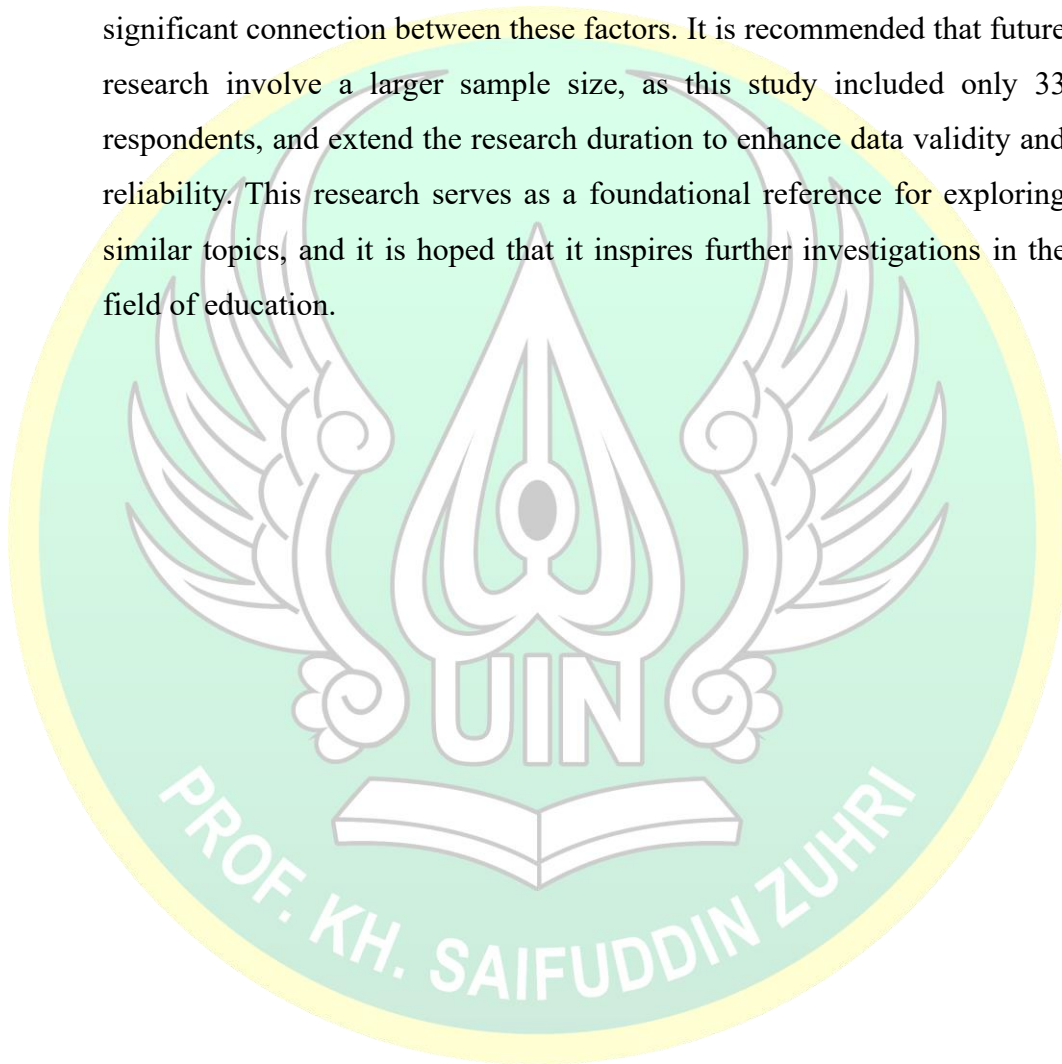 significant connection between these factors. It is recommended that future
research involve a larger sample size, as this study included only 33
respondents, and extend the research duration to enhance data validity and
reliability. This research serves as a foundational reference for exploring
similar topics, and it is hoped that it inspires further investigations in the
field of education.
UIN
PROF. KH. SAIFUDDIN ZUHRI